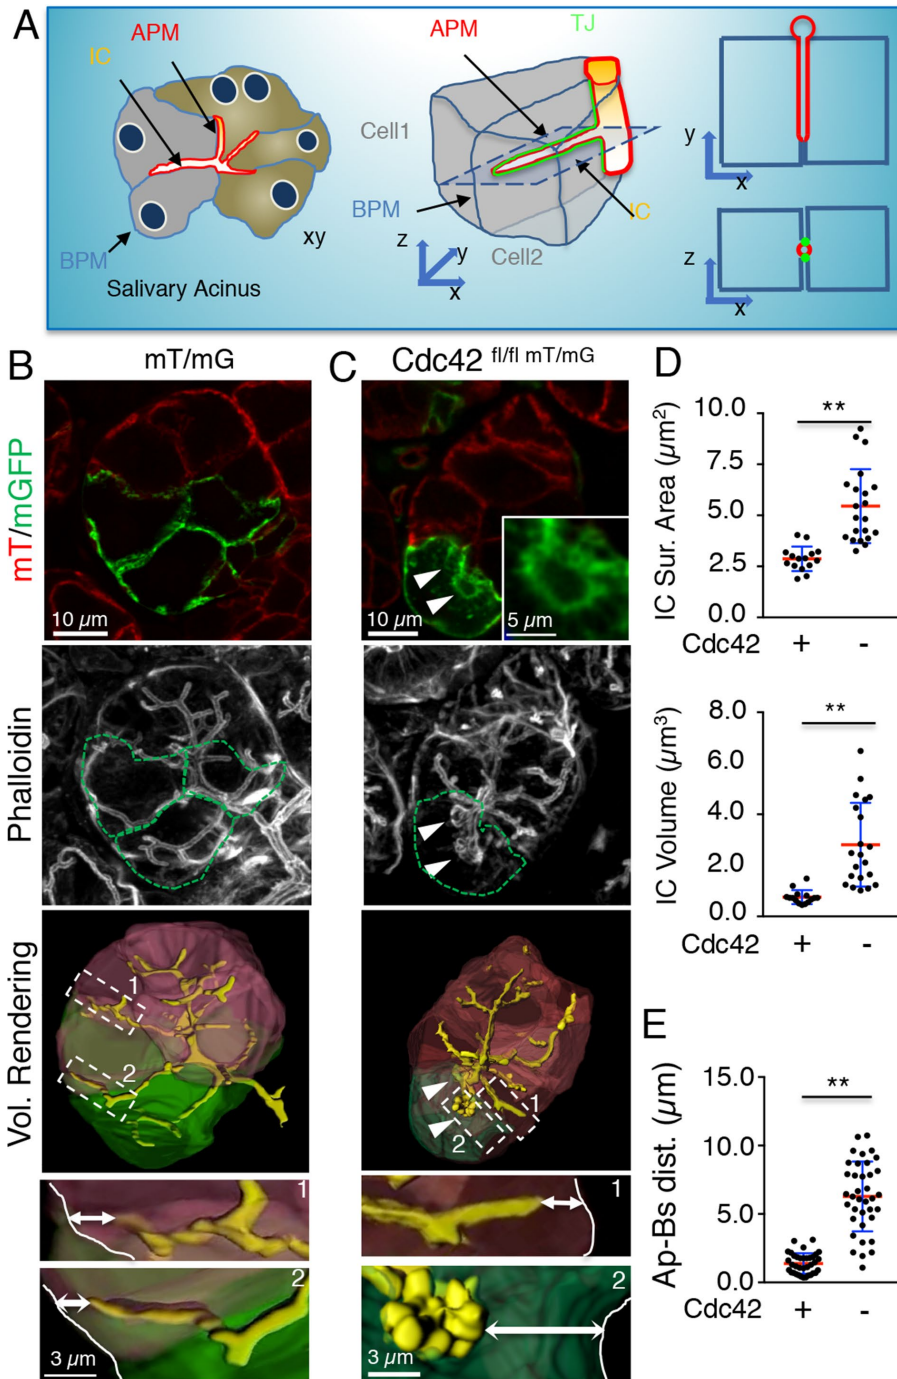 A
APM
IC
BPM
xy
Salivary Acinus
APM
TJ
Cell1
BPM
IC
Cell2
z
y
x
y
x
z
x
B
mT/mG
C
Cdc42 fl/fl mT/mG
mT/mGFP
10 µm
10 µm
5 µm
Phalloidin
Vol. Rendering
1
2
1
2
1
1
2
2
3 µm
3 µm
D
IC Sur. Area (µm²)
10.0
7.5
5.0
2.5
0.0
**
Cdc42 + -
IC Volume (µm³)
8.0
6.0
4.0
2.0
0.0
**
Cdc42 + -
E
Ap-Bs dist. (µm)
15.0
10.0
5.0
0.0
**
Cdc42 + -